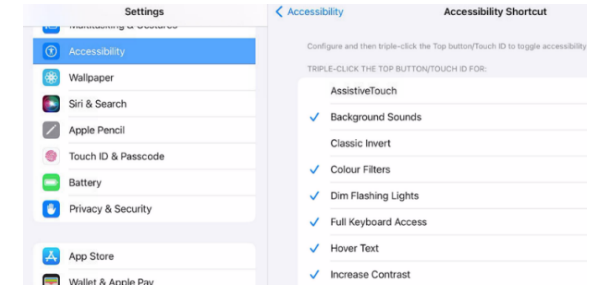 Settings
Multitasking & Gestures
Accessibility
Wallpaper
Siri & Search
Apple Pencil
Touch ID & Passcode
Battery
Privacy & Security
App Store
Wallet & Apple Pay
Accessibility
Accessibility Shortcut
Configure and then triple-click the Top button/Touch ID to toggle accessibility
TRIPLE-CLICK THE TOP BUTTON/TOUCH ID FOR:
AssistiveTouch
Background Sounds
Classic Invert
Colour Filters
Dim Flashing Lights
Full Keyboard Access
Hover Text
Increase Contrast